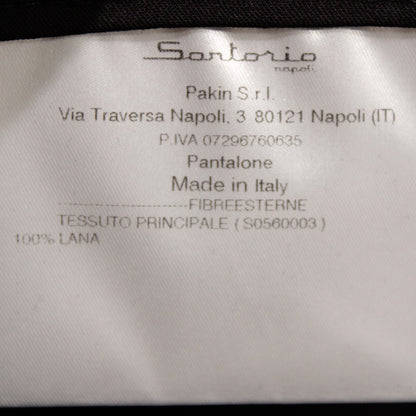 Sartorio
napoli
Pakin S.r.l.
Via Traversa Napoli, 3 80121 Napoli (IT)
P.IVA 07296760635
Pantalone
Made in Italy
----------------------FIBREESTERNE
TESSUTO PRINCIPALE ( S0560003 )
100% LANA